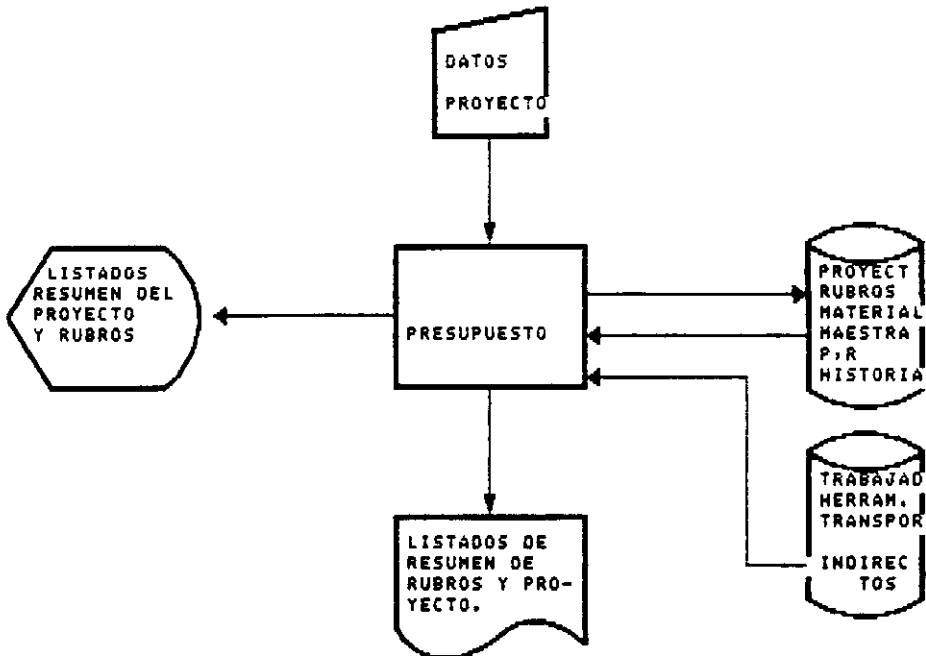 DATOS
PROYECTO
LISTADOS
RESUMEN DEL
PROYECTO
Y RUBROS
PRESUPUESTO
PROYECT
RUBROS
MATERIAL
MAESTRA
P,R
HISTORIA
TRABAJAD
HERRAM.
TRANSPOR
INDIREC
TOS
LISTADOS DE
RESUMEN DE
RUBROS Y PRO-
YECTO.